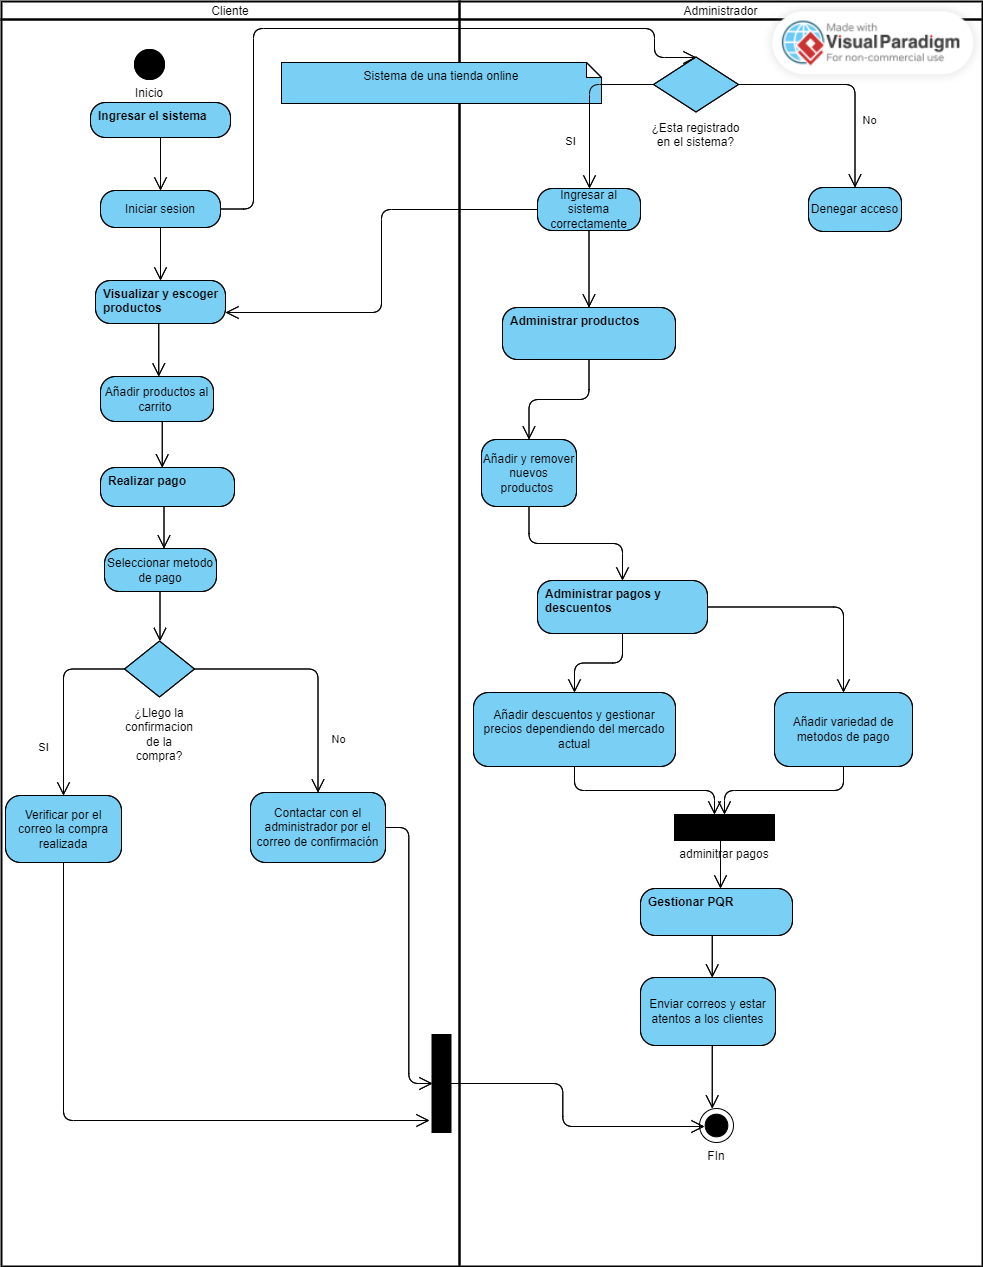 Cliente
Administrador
Made with
Visual Paradigm
For non-commercial use
Inicio
Sistema de una tienda online
Ingresar el sistema
¿Esta registrado
en el sistema?
SI
No
Iniciar sesion
Ingresar al
sistema
correctamente
Denegar acceso
Visualizar y escoger
productos
Administrar productos
Añadir productos al
carrito
Añadir y remover
nuevos
productos
Realizar pago
Seleccionar metodo
de pago
Administrar pagos y
descuentos
¿Llego la
confirmacion
de la
compra?
SI
No
Añadir descuentos y gestionar
precios dependiendo del mercado
actual
Añadir variedad de
metodos de pago
Verificar por el
correo la compra
realizada
Contactar con el
administrador por el
correo de confirmación
adminitrar pagos
Gestionar PQR
Enviar correos y estar
atentos a los clientes
FIn